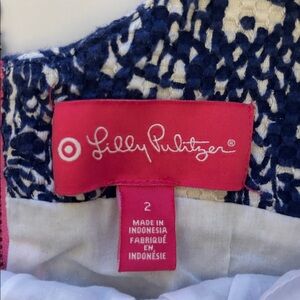 Lilly Pulitzer®
2
MADE IN
INDONESIA
FABRIQUÉ
EN
INDONÉSIE